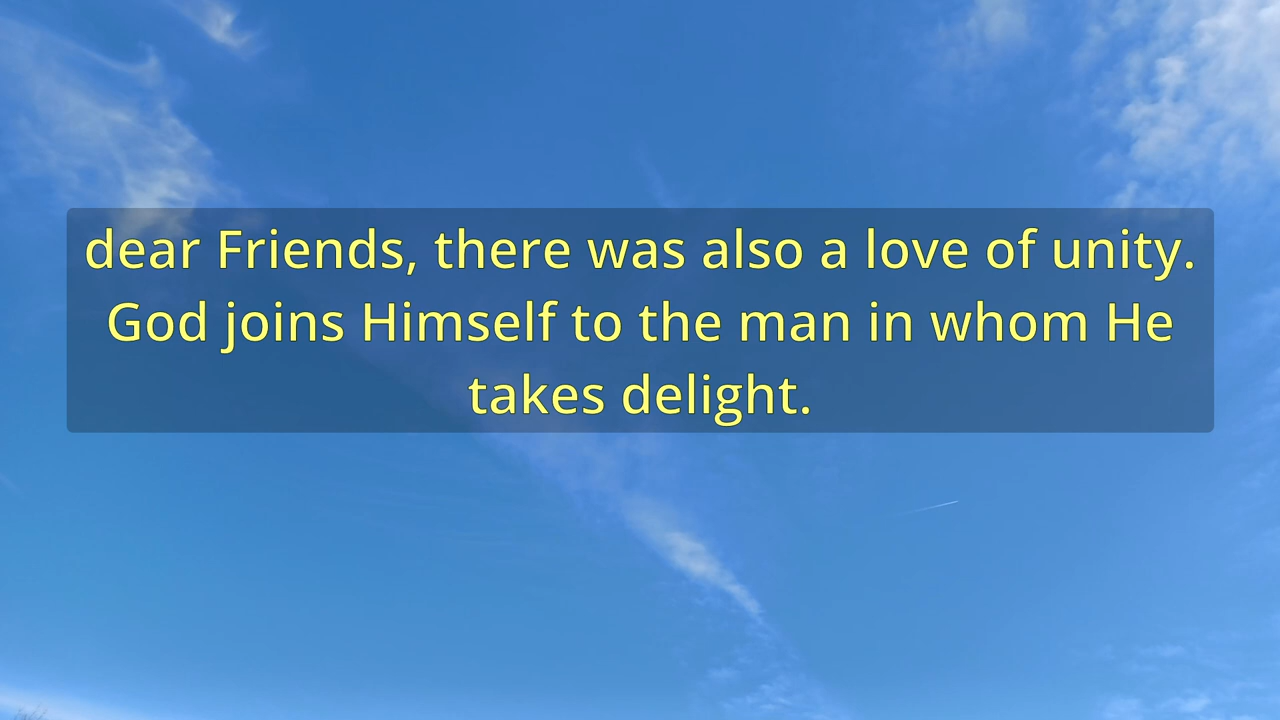 dear Friends, there was also a love of unity.
God joins Himself to the man in whom He
takes delight.